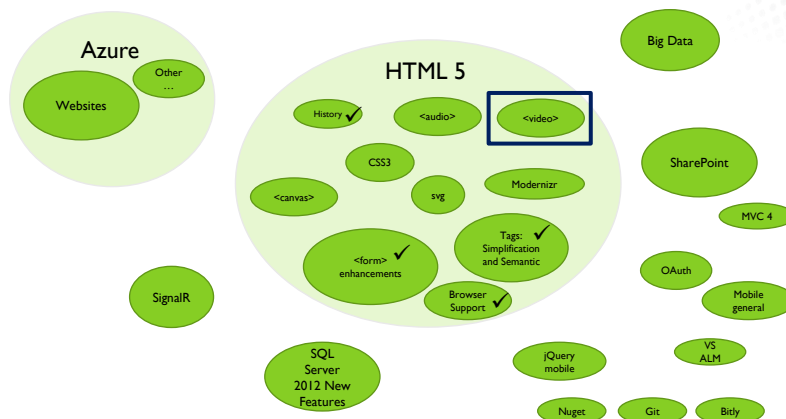 Azure
Other
…
Websites
HTML 5
Big Data
History
<audio>
<video>
CSS3
SharePoint
<canvas>
svg
Modernizr
MVC 4
<form>
enhancements
Tags:
Simplification
and Semantic
OAuth
SignalR
Browser
Support
Mobile
general
SQL
Server
2012 New
Features
jQuery
mobile
VS
ALM
Nuget
Git
Bitly